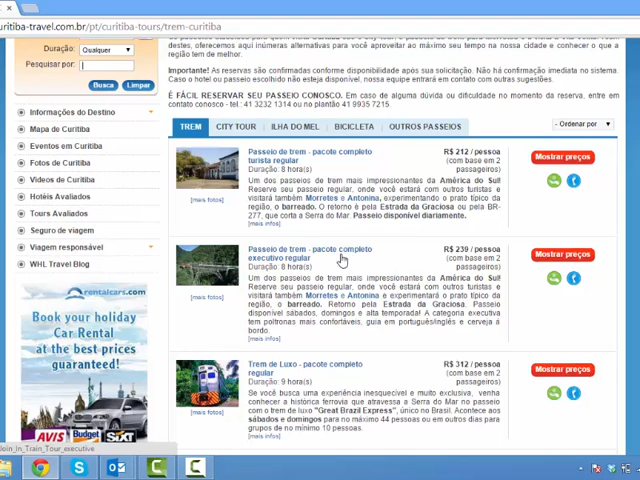 uritiba-travel.com.br/pt/curitiba-tours/trem-curitiba
Duração: Qualquer
Pesquisar por:
Busca Limpar
Informações do Destino
Mapa de Curitiba
Eventos em Curitiba
Fotos de Curitiba
Videos de Curitiba
Hotéis Avaliados
Tours Avaliados
Seguro de viagem
Viagem responsável
WHL Travel Blog
rentalcars.com
Book your holiday
Car Rental
at the best prices
guaranteed!
AVIS Budget Sixt
Join_in_Train_Tour_executive
destes, oferecemos aqui inúmeras alternativas para você aproveitar ao máximo seu tempo na nossa cidade e conhecer o que a
região tem de melhor.
Importante! As reservas são confirmadas conforme disponibilidade após sua solicitação. Não há confirmação imediata no sistema.
Caso o hotel ou passeio escolhido não esteja disponível, nossa equipe entrará em contato com outras sugestões.
É FÁCIL RESERVAR SEU PASSEIO CONOSCO. Em caso de alguma dúvida ou dificuldade no momento da reserva, entre em
contato conosco - tel.: 41 3232 1314 ou no plantão 41 9935 7215.
TREM CITY TOUR ILHA DO MEL BICICLETA OUTROS PASSEIOS - Ordenar por
Passeio de trem - pacote completo
turista regular
Duração: 8 hora(s)
R$ 212 / pessoa
(com base em 2
passageiros)
Mostrar preços
Um dos passeios de trem mais impressionantes da América do Sul!
Reserve seu passeio regular, onde você estará com outros turistas e
visitará também Morretes e Antonina, experimentando o prato típico da
região, o barreado. O retorno é pela Estrada da Graciosa ou pela BR-
277, que corta a Serra do Mar. Passeio disponível diariamente.
[mais infos]
[mais fotos]
Passeio de trem - pacote completo
executivo regular
Duração: 8 hora(s)
R$ 239 / pessoa
(com base em 2
passageiros)
Mostrar preços
Um dos passeios de trem mais impressionantes da América do Sul!
Reserve seu passeio regular, onde você estará com outros turistas e
visitará também Morretes e Antonina e experimentará o prato típico da
região, o barreado. Retorno pela Estrada da Graciosa. Passeio
disponível sábados, domingos e alta temporada! A categoria executiva
tem poltronas mais confortáveis, guia em português/inglês e cerveja à
bordo.
[mais infos]
[mais fotos]
Trem de Luxo - pacote completo
regular
Duração: 9 hora(s)
R$ 312 / pessoa
(com base em 2
passageiros)
Mostrar preços
Se você busca uma experiência inesquecível e muito exclusiva, venha
conhecer a histórica ferrovia que atravessa a Serra do Mar no passeio
com o trem de luxo "Great Brazil Express", único no Brasil. Acontece aos
sábados e domingos para no máximo 44 pessoas ou em outros dias para
grupos de no mínimo 10 pessoas.
[mais infos]
[mais fotos]